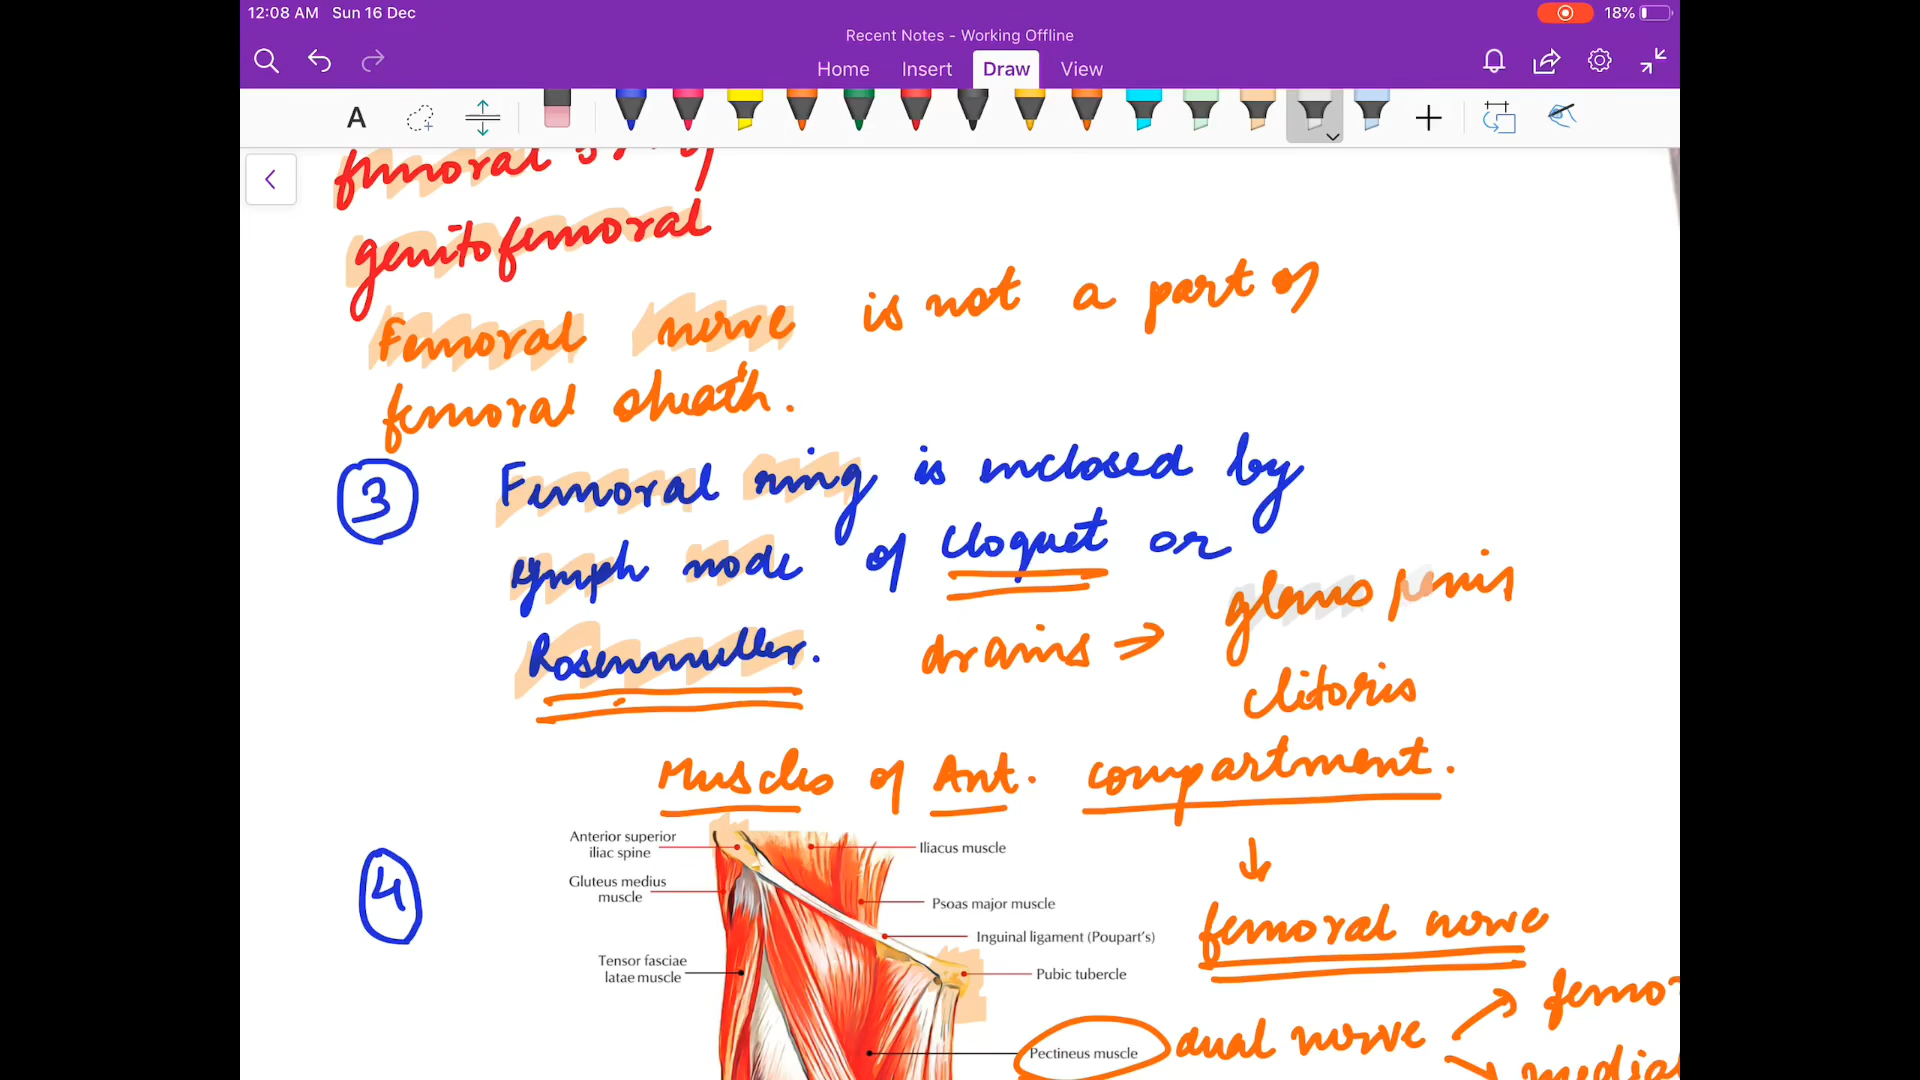 12:08 AM Sun 16 Dec
18%
Recent Notes - Working Offline
Home Insert Draw View
A
femoral
genitofemoral
Femoral nerve is not a part of
femoral sheath.
3 Femoral ring is enclosed by
lymph node of Cloquet or
Rosenmuller. drains ⇒ glans penis
clitoris
Muscles of Ant. compartment.
4
Anterior superior
iliac spine
Iliacus muscle
Gluteus medius
muscle
Psoas major muscle
Inguinal ligament (Poupart's)
↓
femoral nerve
Tensor fasciae
latae muscle
Pubic tubercle
Pectineus muscle
dual nerve
femo
medial